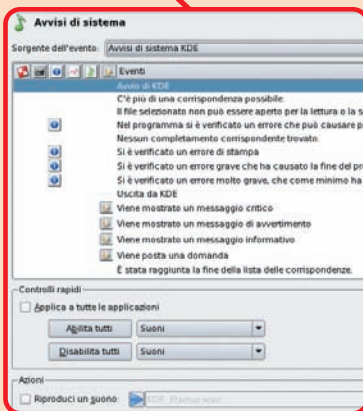 Avvisi di sistema
Sorgente dell'evento: Avvisi di sistema KDE
Eventi
Avvio di KDE
C'è più di una corrispondenza possibile
Il file selezionato non può essere aperto per la lettura o la s
Nel programma si è verificato un errore che può causare p
Nessun completamento corrispondente trovato.
Si è verificato un errore di stampa
Si è verificato un errore grave che ha causato la fine del pr
Si è verificato un errore molto grave, che come minimo ha
Uscita da KDE
Viene mostrato un messaggio critico
Viene mostrato un messaggio di avvertimento
Viene mostrato un messaggio informativo
Viene posta una domanda
È stata raggiunta la fine della lista delle corrispondenze.
Controlli rapidi
Applica a tutte le applicazioni
Abilita tutti Suoni
Disabilita tutti Suoni
Azioni
Riproduci un suono: KDE_Startup.wav